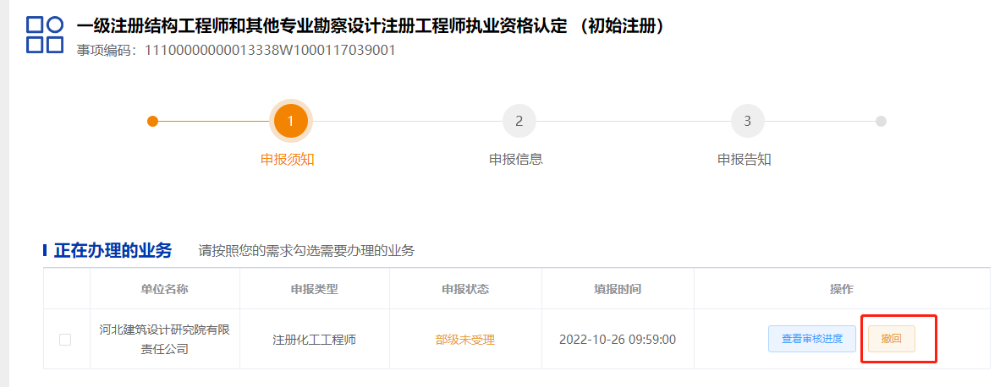 一级注册结构工程师和其他专业勘察设计注册工程师执业资格认定 （初始注册）
事项编码：11100000000013338W1000117039001
1 2 3
申报须知 申报信息 申报告知
正在办理的业务 请按照您的需求勾选需要办理的业务
单位名称 申报类型 申报状态 填报时间 操作
河北建筑设计研究院有限
责任公司 注册化工工程师 部级未受理 2022-10-26 09:59:00 查看审核进度 撤回